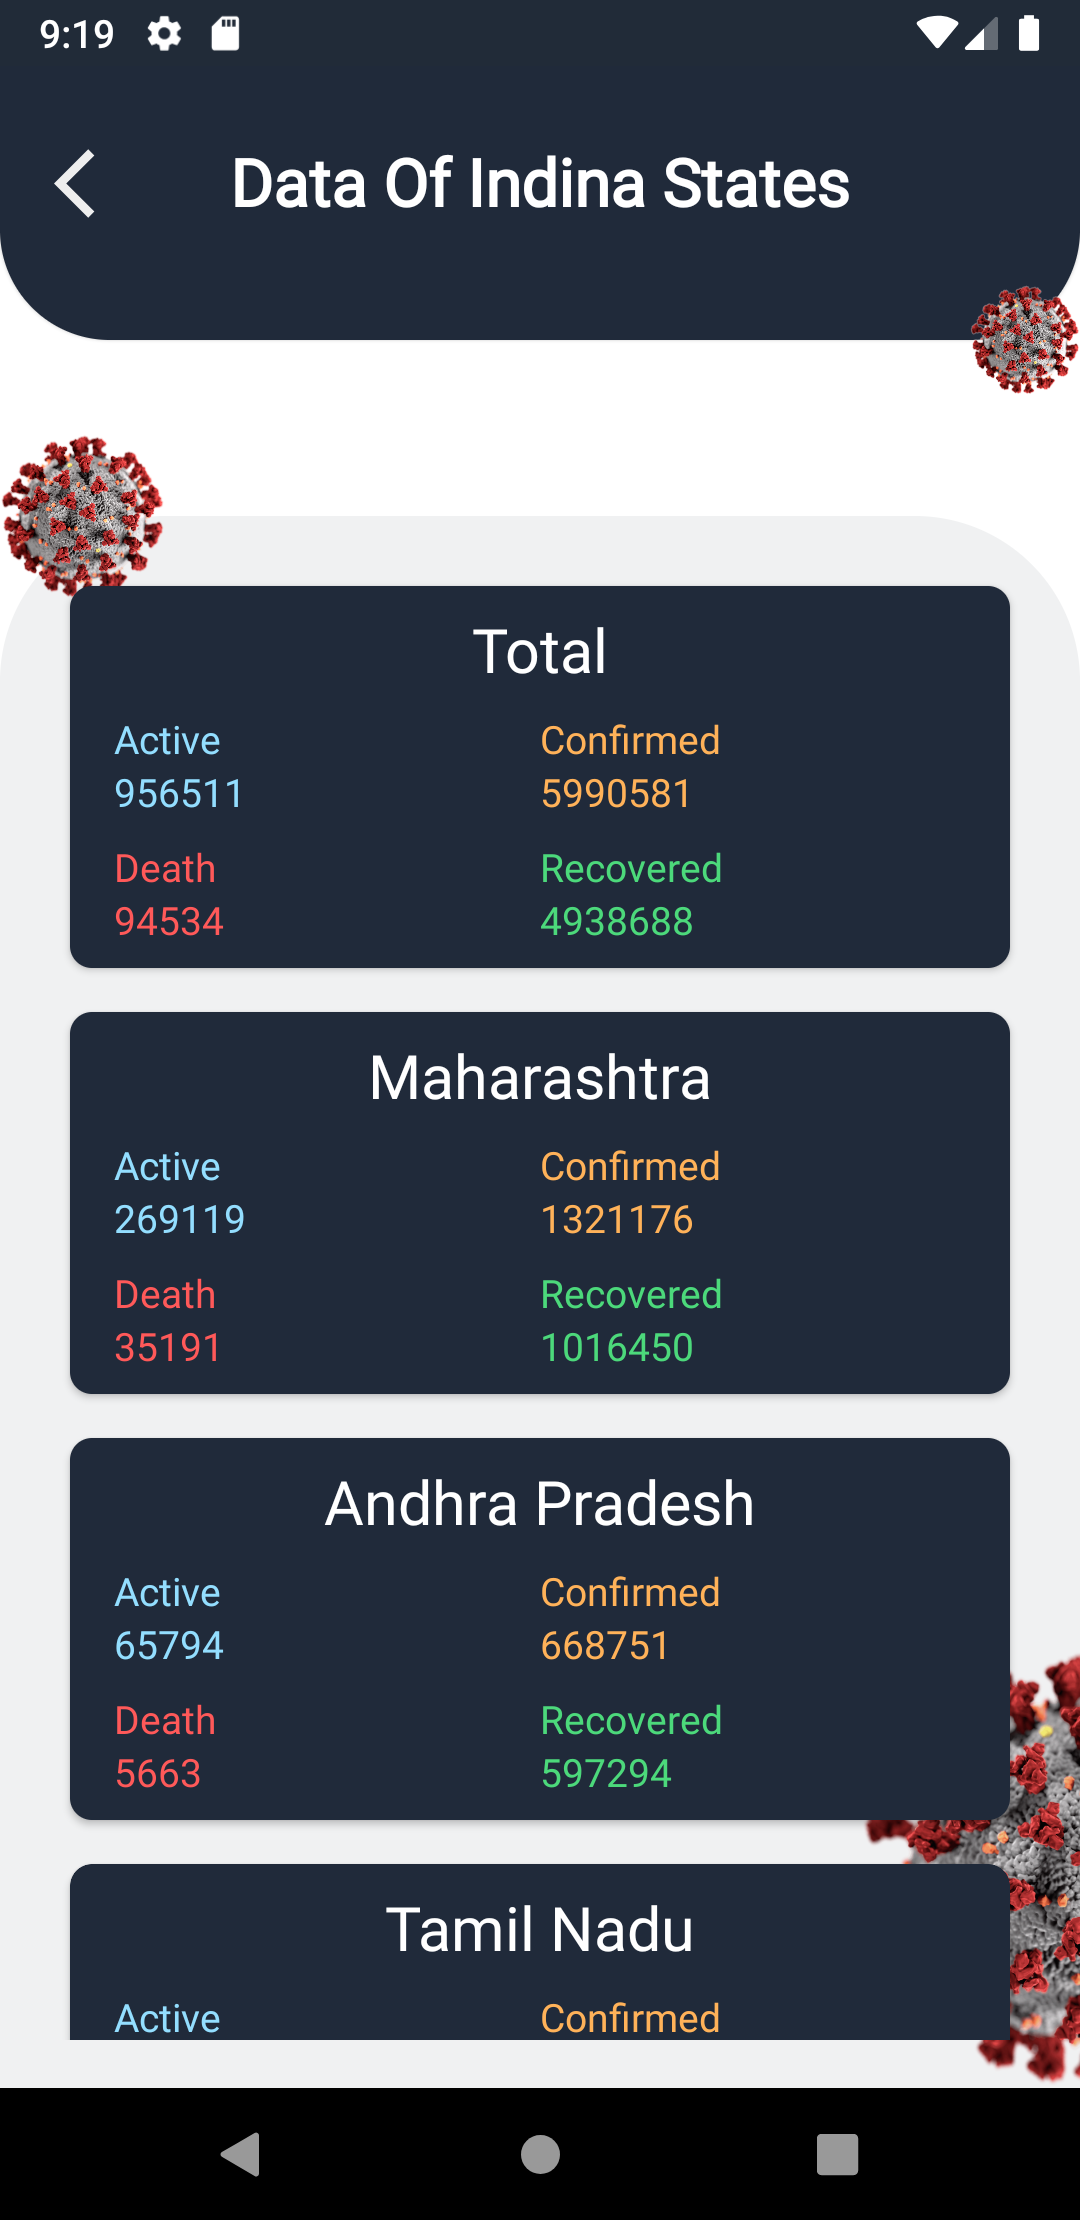 9:19
Data Of Indina States
Total
Active Confirmed
956511 5990581
Death Recovered
94534 4938688
Maharashtra
Active Confirmed
269119 1321176
Death Recovered
35191 1016450
Andhra Pradesh
Active Confirmed
65794 668751
Death Recovered
5663 597294
Tamil Nadu
Active Confirmed